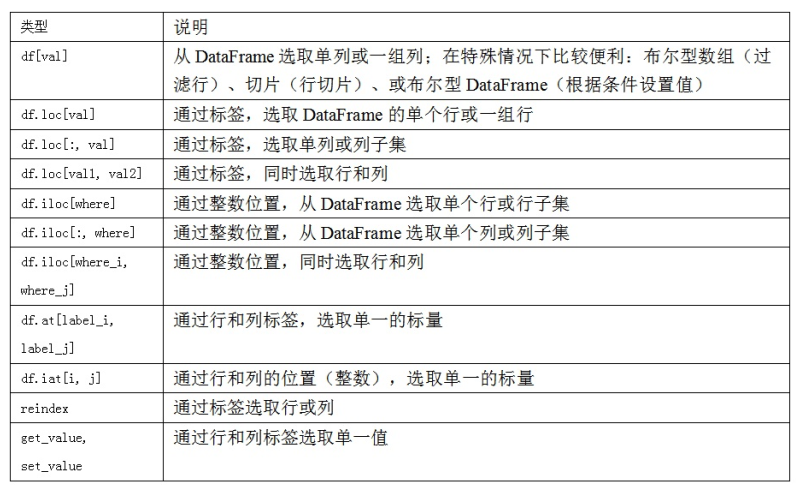 类型 说明
df[val] 从 DataFrame 选取单列或一组列；在特殊情况下比较便利：布尔型数组（过
滤行）、切片（行切片）、或布尔型 DataFrame（根据条件设置值）
df.loc[val] 通过标签，选取 DataFrame 的单个行或一组行
df.loc[:, val] 通过标签，选取单列或列子集
df.loc[val1, val2] 通过标签，同时选取行和列
df.iloc[where] 通过整数位置，从 DataFrame 选取单个行或行子集
df.iloc[:, where] 通过整数位置，从 DataFrame 选取单个列或列子集
df.iloc[where_i, 通过整数位置，同时选取行和列
where_j]
df.at[label_i, 通过行和列标签，选取单一的标量
label_j]
df.iat[i, j] 通过行和列的位置（整数），选取单一的标量
reindex 通过标签选取行或列
get_value, 通过行和列标签选取单一值
set_value